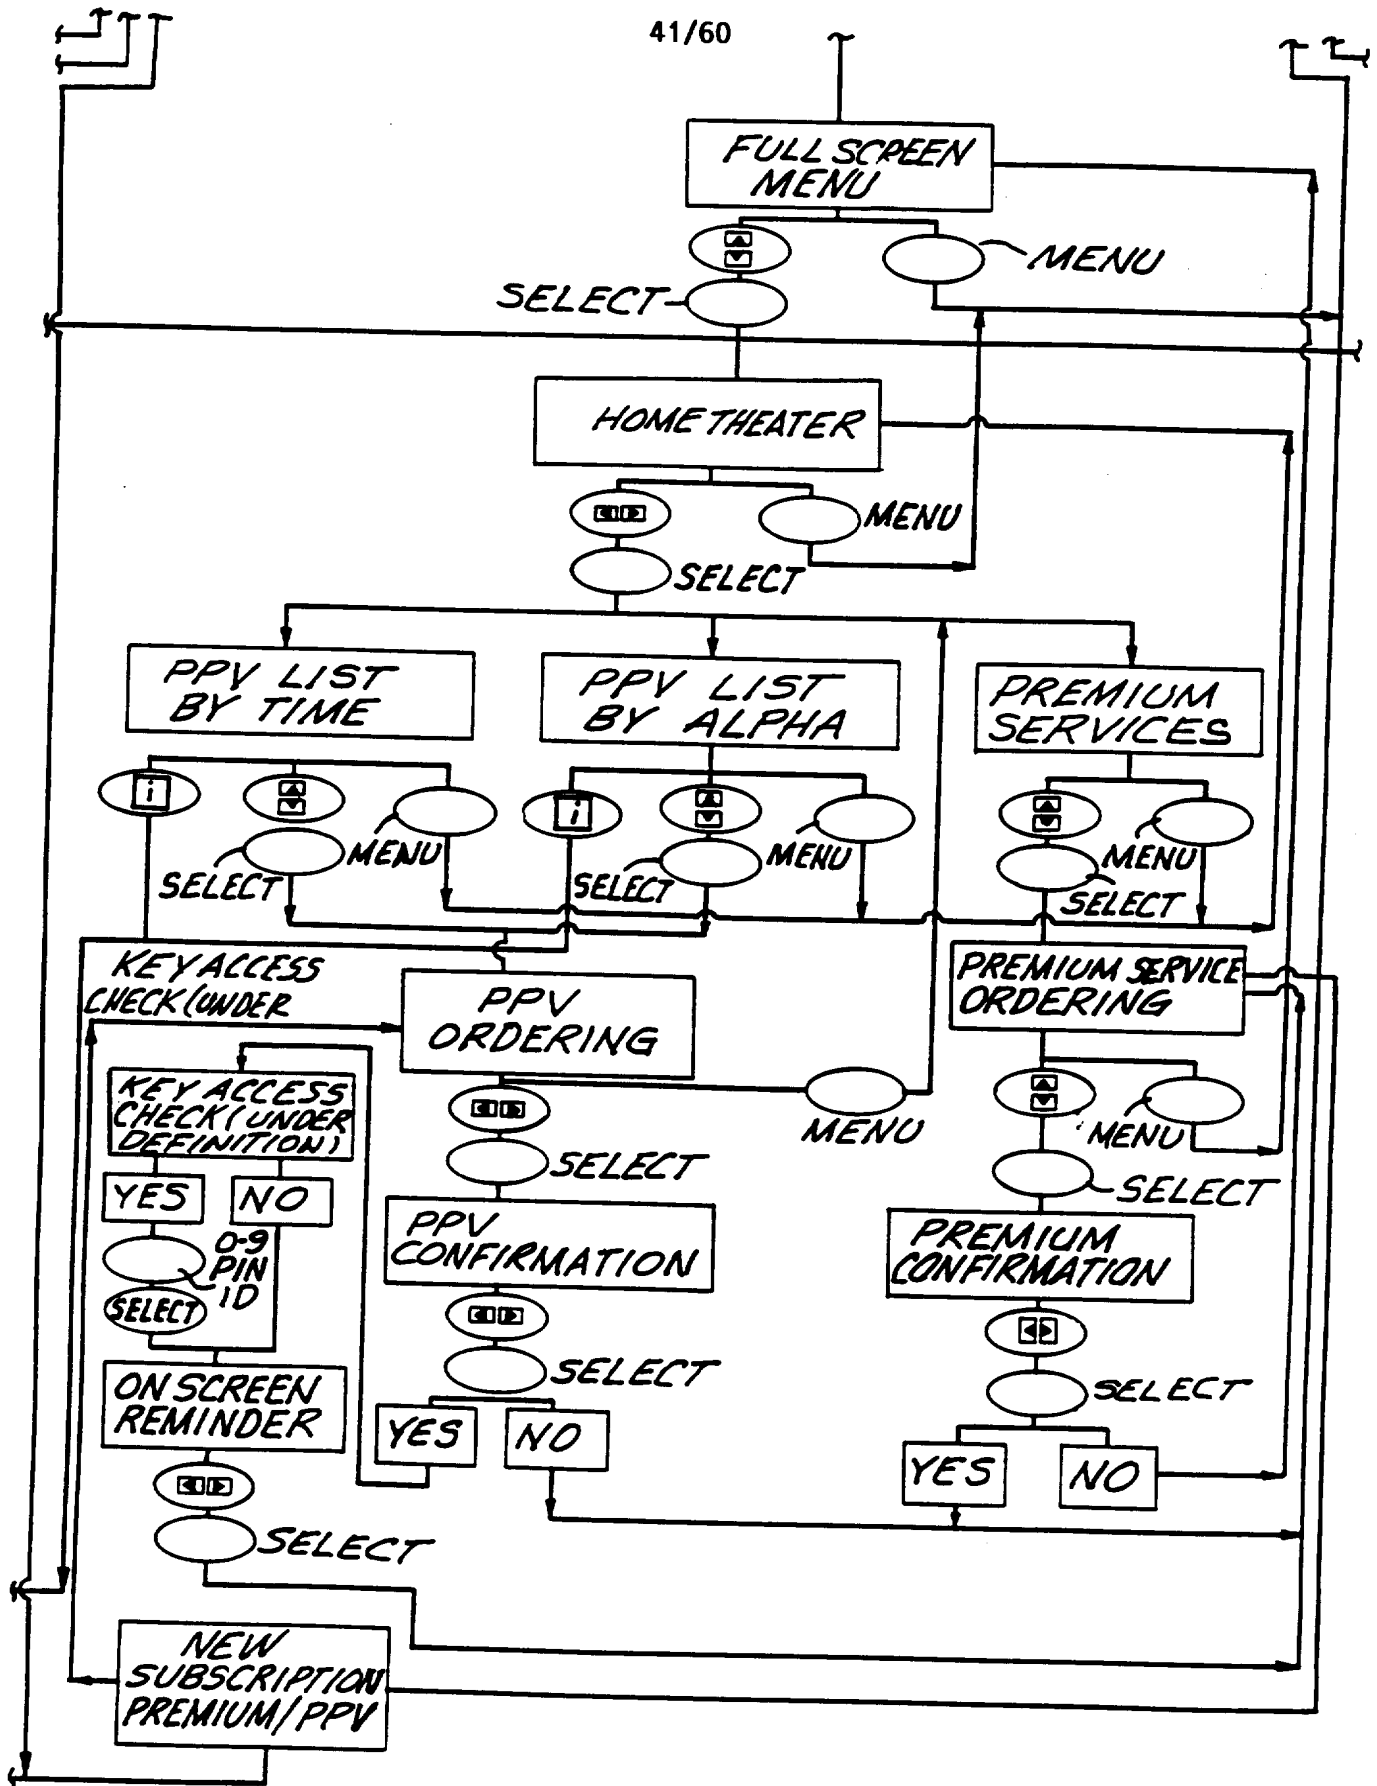 41/60
FULL SCREEN
MENU
MENU
SELECT
HOME THEATER
MENU
SELECT
PPV LIST
BY TIME
PPV LIST
BY ALPHA
PREMIUM
SERVICES
i
i
MENU
MENU
MENU
SELECT
SELECT
SELECT
KEY ACCESS
CHECK (UNDER
PPV
ORDERING
PREMIUM SERVICE
ORDERING
KEY ACCESS
CHECK (UNDER
DEFINITION)
MENU
MENU
SELECT
SELECT
YES
NO
0-9
PIN
ID
SELECT
PPV
CONFIRMATION
PREMIUM
CONFIRMATION
SELECT
SELECT
ON SCREEN
REMINDER
YES
NO
YES
NO
SELECT
NEW
SUBSCRIPTION
PREMIUM/PPV